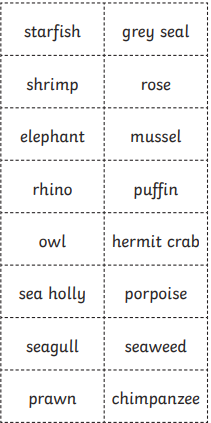 starfish
grey seal
shrimp
rose
elephant
mussel
rhino
puffin
owl
hermit crab
sea holly
porpoise
seagull
seaweed
prawn
chimpanzee